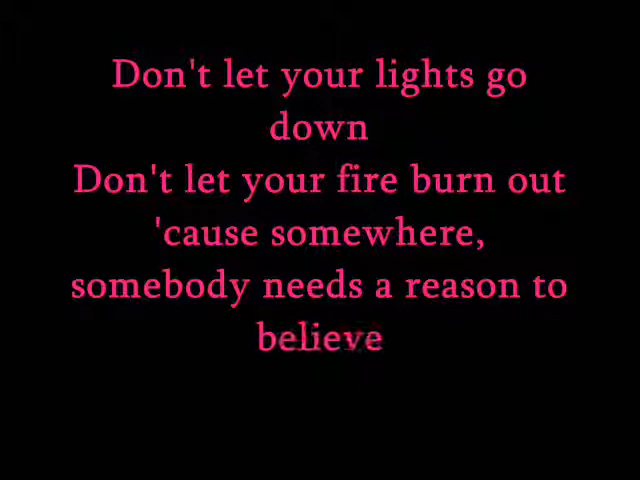 Don't let your lights go
down
Don't let your fire burn out
'cause somewhere,
somebody needs a reason to
believe